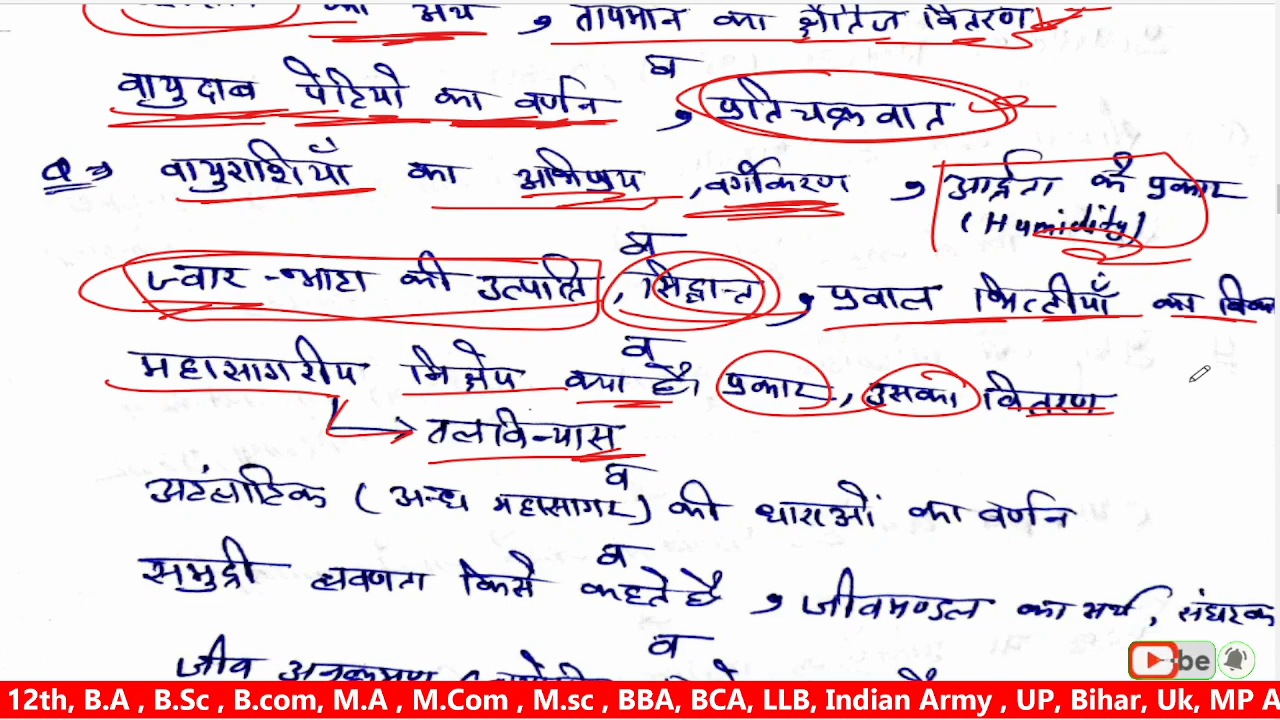 का अर्थ , तापमान का क्षैतिज वितरण
व
वायुदाब पेटियों का वर्णन , प्रतिचक्रवात
Q⇒ वायुराशियाँ का अभिप्राय , वर्गीकरण , आर्द्रता के प्रकार
(Humidity)
व
ज्वार-भाटा की उत्पत्ति , सिद्धान्त , प्रवाल भित्तीयाँ का
व
महासागरीय निक्षेप क्या है। प्रकार , उसका वितरण
तलविन्यास
व
अटलांटिक (अन्ध महासागर) की धाराओं का वर्णन
व
समुद्री लवणता किसे कहते है , जीवमण्डल का अर्थ , संघटक
व
जीव
be
12th, B.A , B.Sc , B.com, M.A , M.Com , M.sc , BBA, BCA, LLB, Indian Army , UP, Bihar, Uk, MP A